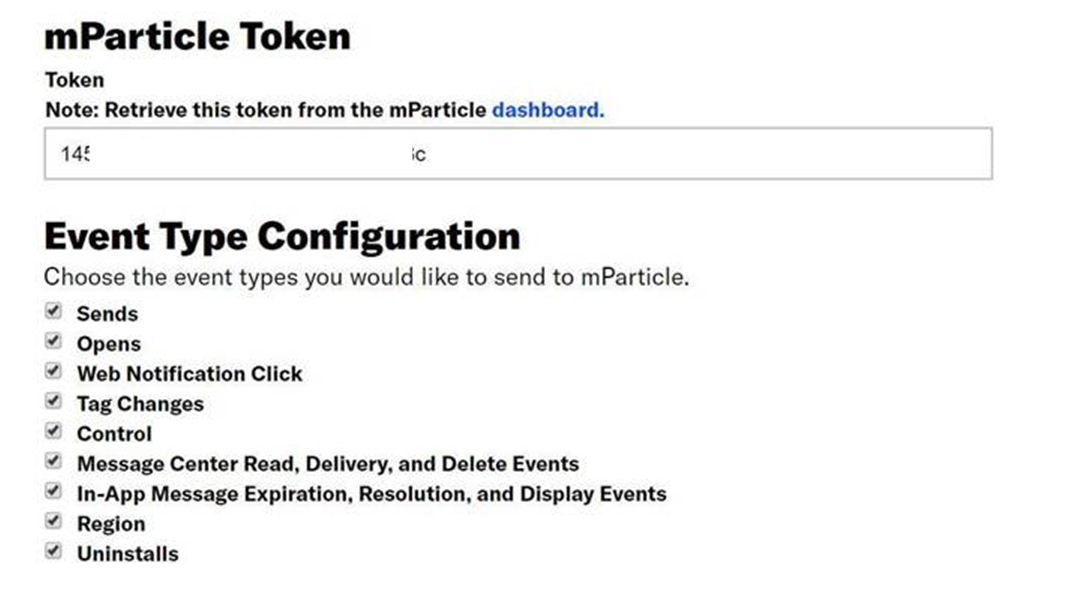 mParticle Token
Token
Note: Retrieve this token from the mParticle dashboard.
Event Type Configuration
Choose the event types you would like to send to mParticle.
Sends
Opens
Web Notification Click
Tag Changes
Control
Message Center Read, Delivery, and Delete Events
In-App Message Expiration, Resolution, and Display Events
Region
Uninstalls